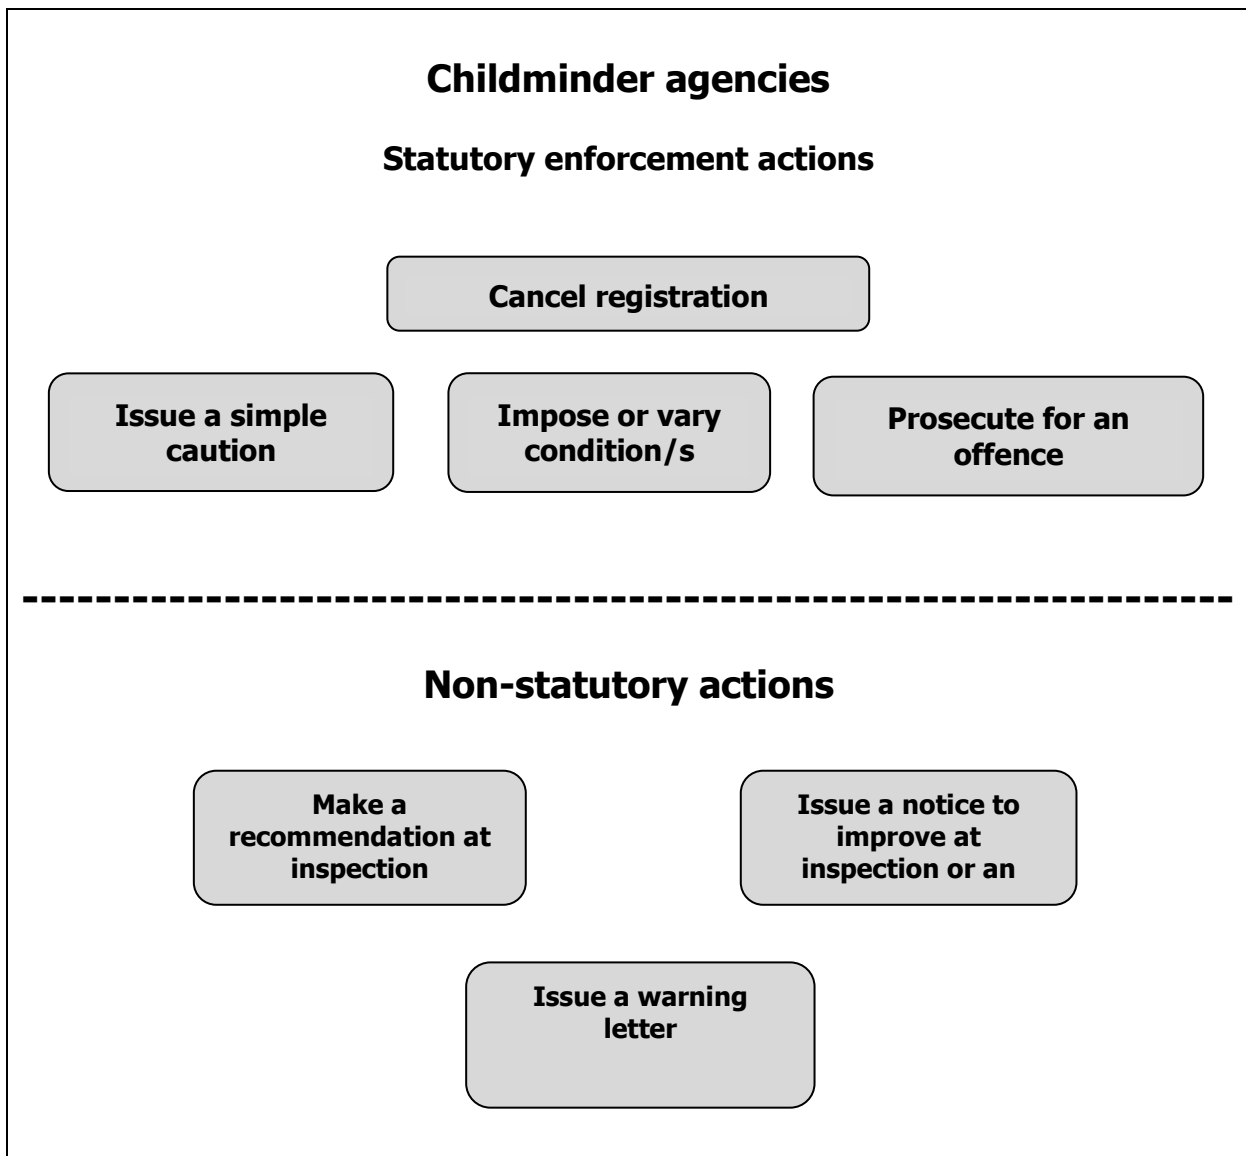 Childminder agencies
Statutory enforcement actions
Cancel registration
Issue a simple
caution
Impose or vary
condition/s
Prosecute for an
offence
Non-statutory actions
Make a
recommendation at
inspection
Issue a notice to
improve at
inspection or an
Issue a warning
letter